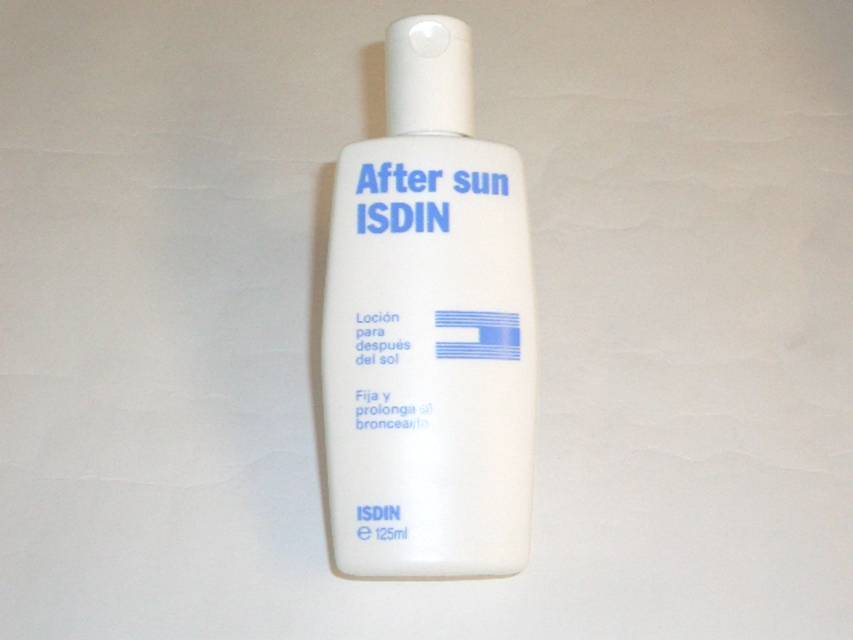 After sun
ISDIN
Loción
para
después
del sol
Fija y
prolonga el
bronceado
ISDIN
℮ 125ml